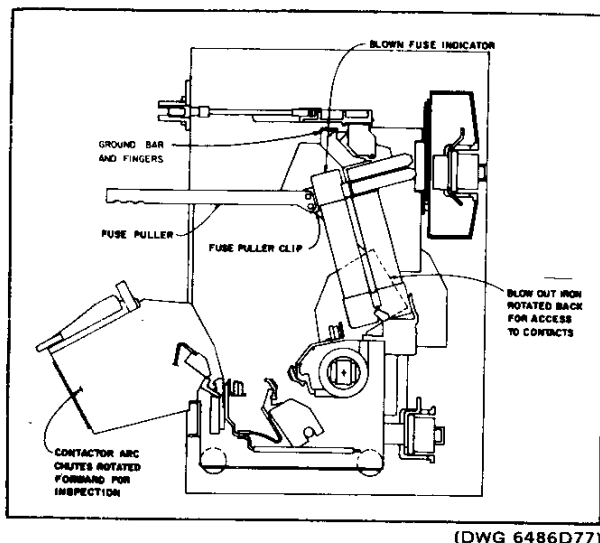 BLOWN FUSE INDICATOR
GROUND BAR
AND FINGERS
FUSE PULLER
FUSE PULLER CLIP
BLOW OUT IRON
ROTATED BACK
FOR ACCESS
TO CONTACTS
CONTACTOR ARC
CHUTES ROTATED
FORWARD FOR
INSPECTION
(DWG 6486D77)